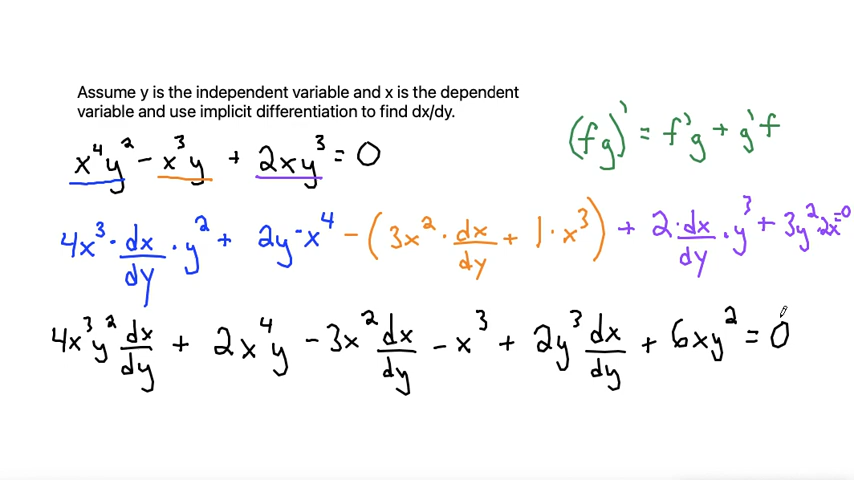 Assume y is the independent variable and x is the dependent
variable and use implicit differentiation to find dx/dy.
(fg)' = f'g + g'f
x⁴y² - x³y + 2xy³ = 0
4x³ · dx/dy · y² + 2y · x⁴ - (3x² · dx/dy + 1 · x³) + 2 · dx/dy · y³ + 3y² · 2x = 0
4x³y² dx/dy + 2x⁴y - 3x² dx/dy - x³ + 2y³ dx/dy + 6xy² = 0